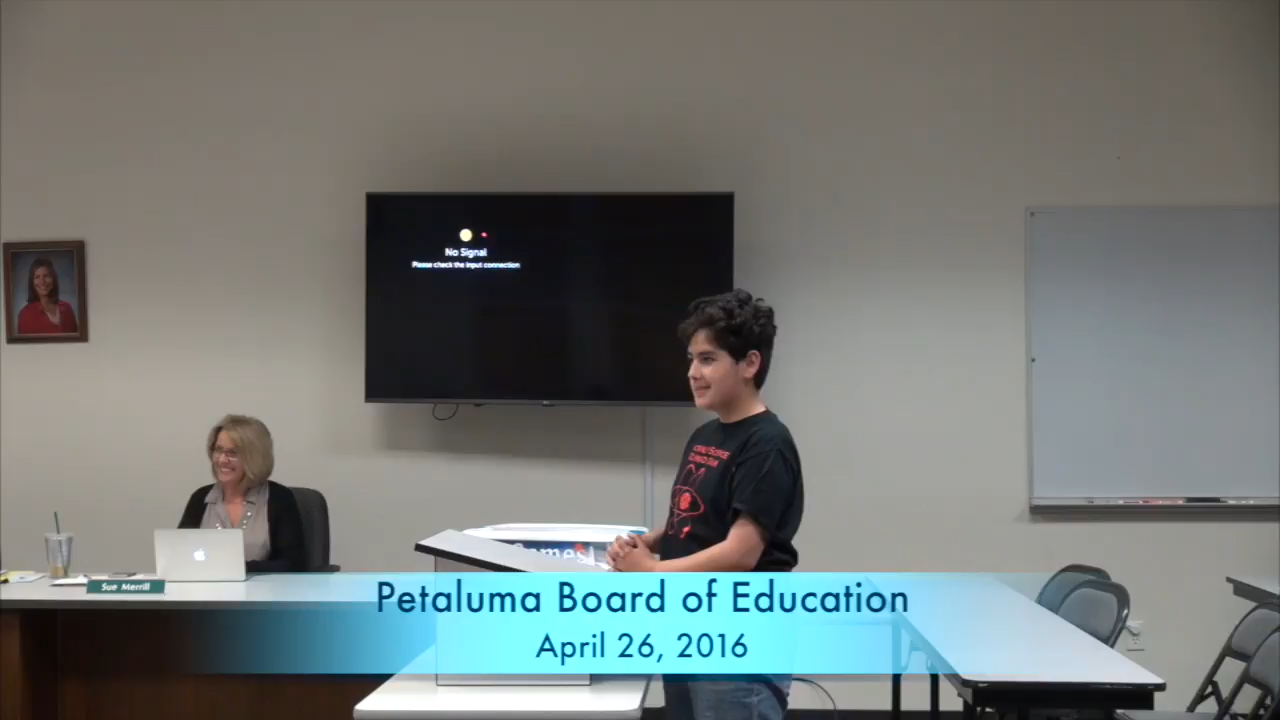 No Signal
Please check the input connection
Sue Merrill
Petaluma Board of Education
April 26, 2016